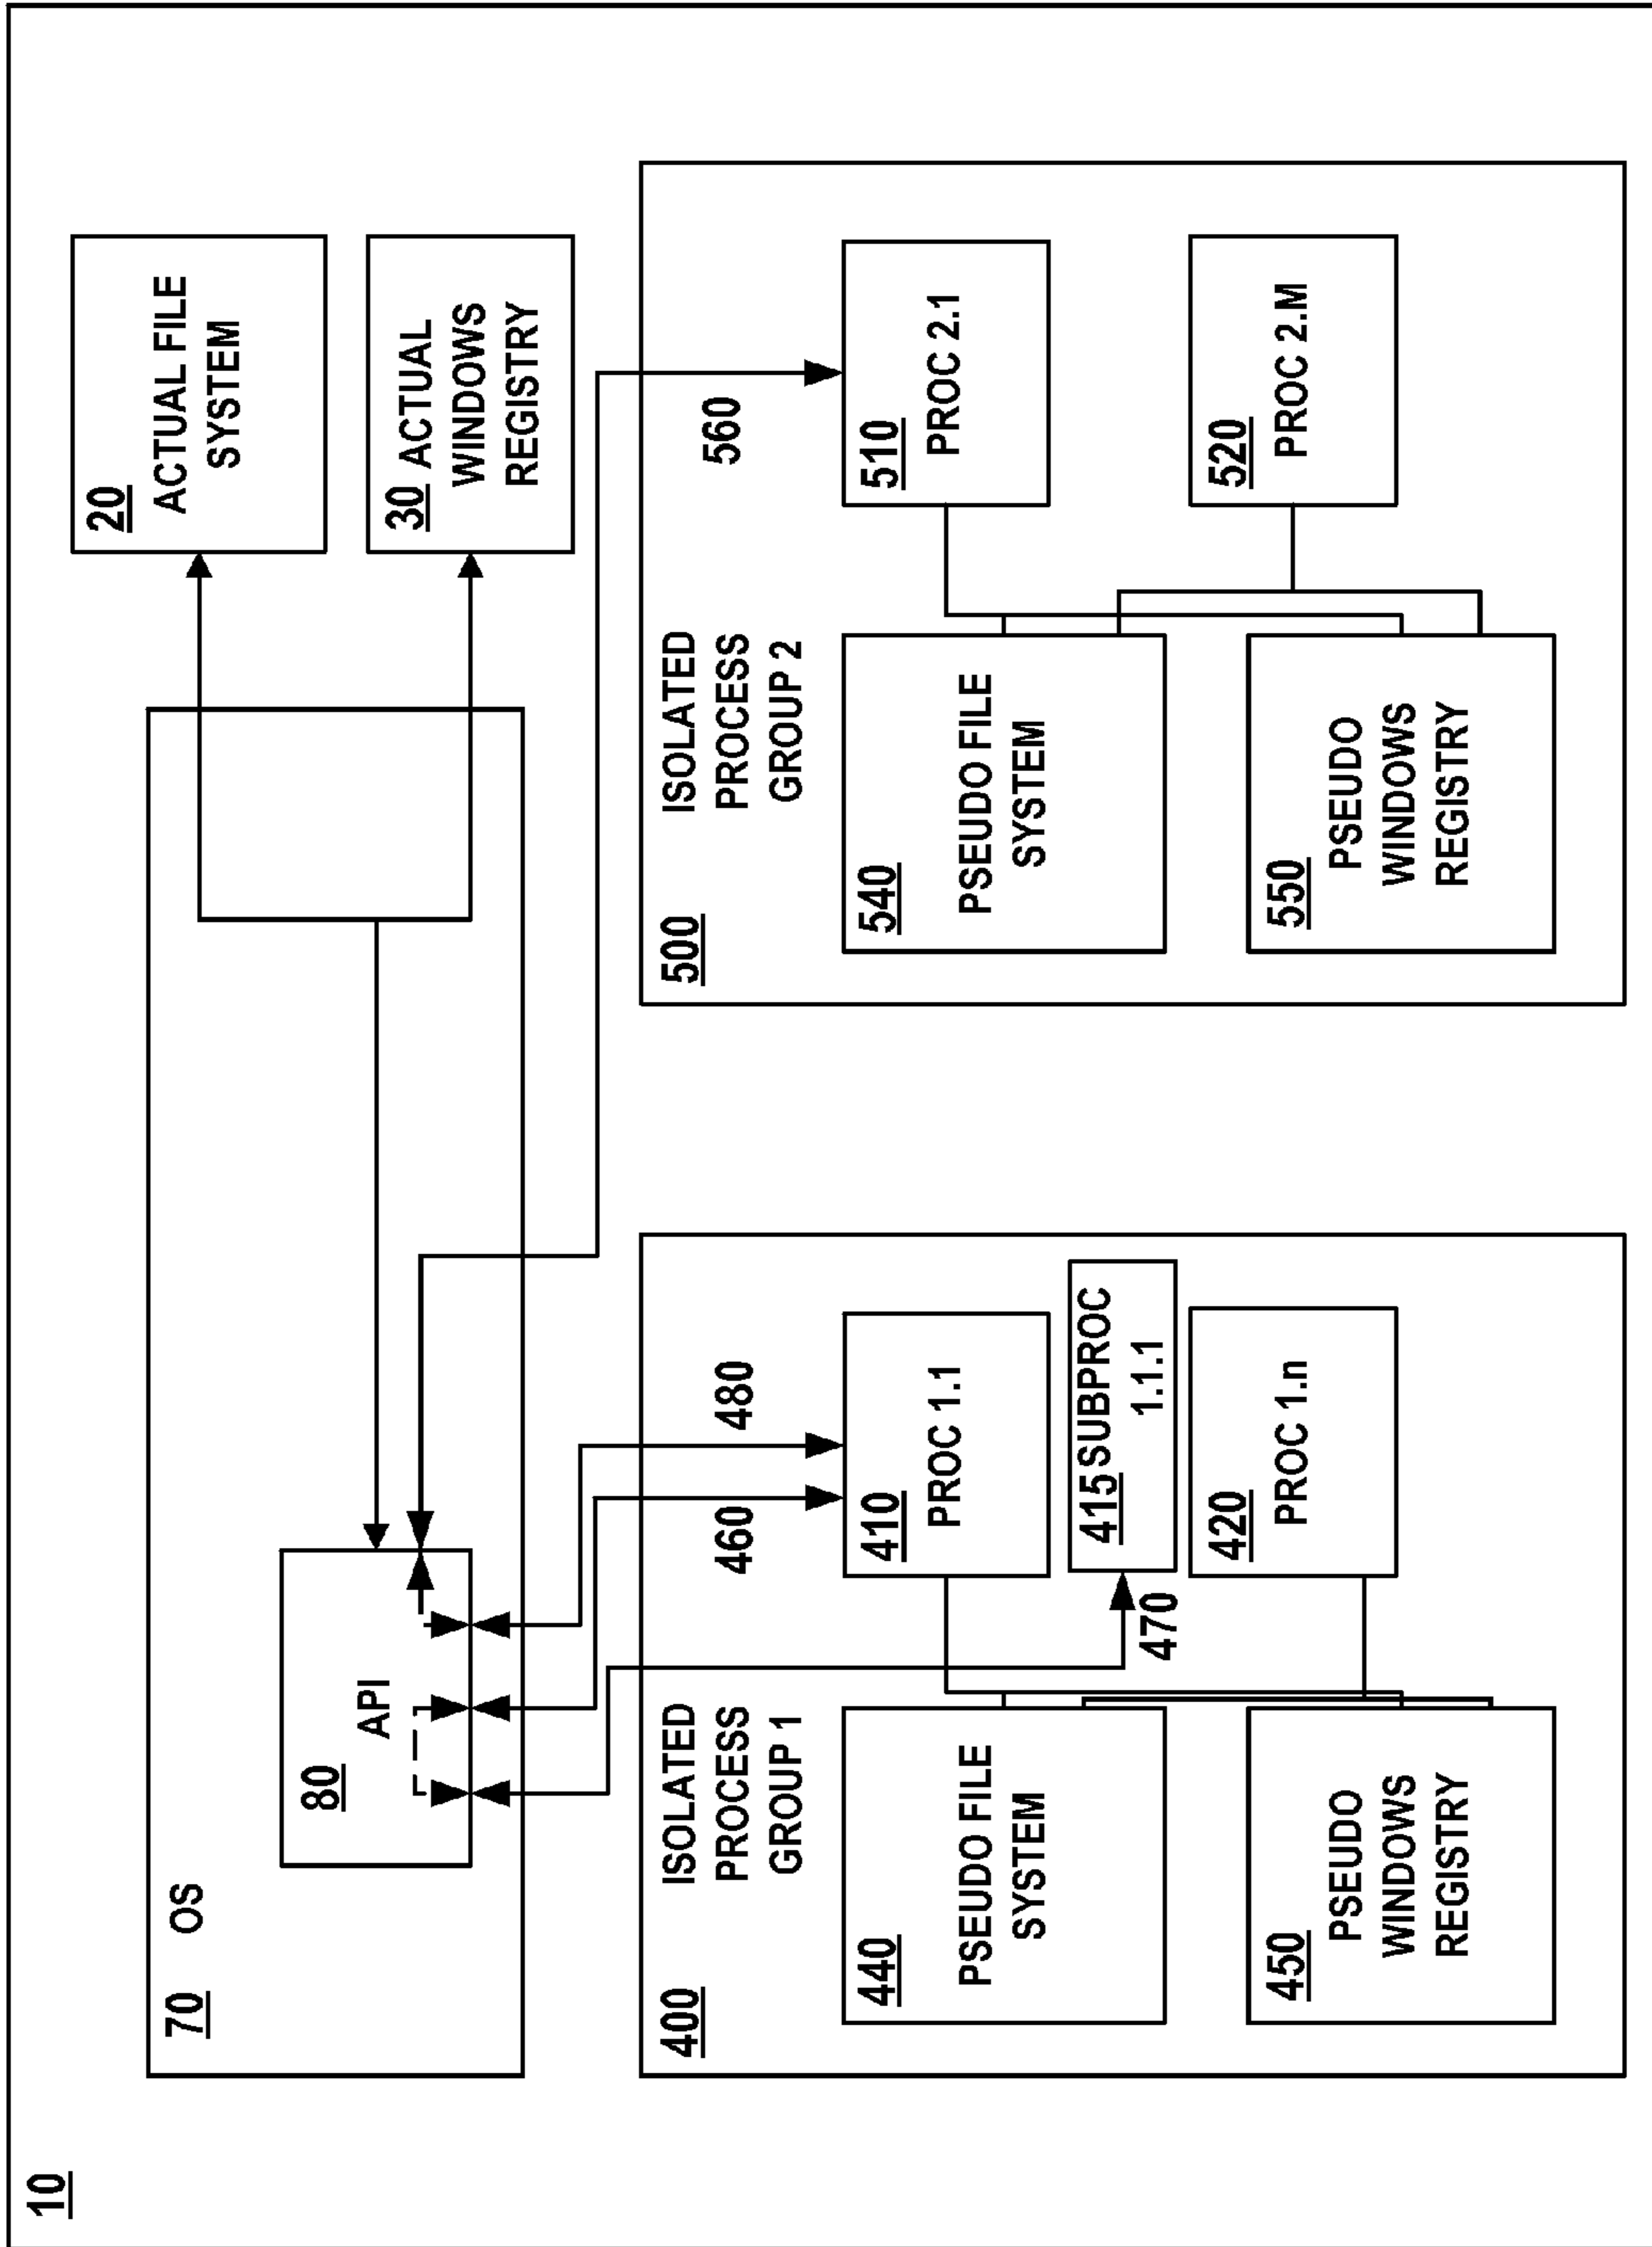 10
70 OS
80
API
20
ACTUAL FILE
SYSTEM
30 ACTUAL
WINDOWS
REGISTRY
400
ISOLATED
PROCESS
GROUP 1
460
480
470
440
PSEUDO FILE
SYSTEM
450
PSEUDO
WINDOWS
REGISTRY
410
PROC 1.1
415 SUBPROC
1.1.1
420
PROC 1.n
500
ISOLATED
PROCESS
GROUP 2
560
540
PSEUDO FILE
SYSTEM
550
PSEUDO
WINDOWS
REGISTRY
510
PROC 2.1
520
PROC 2.M